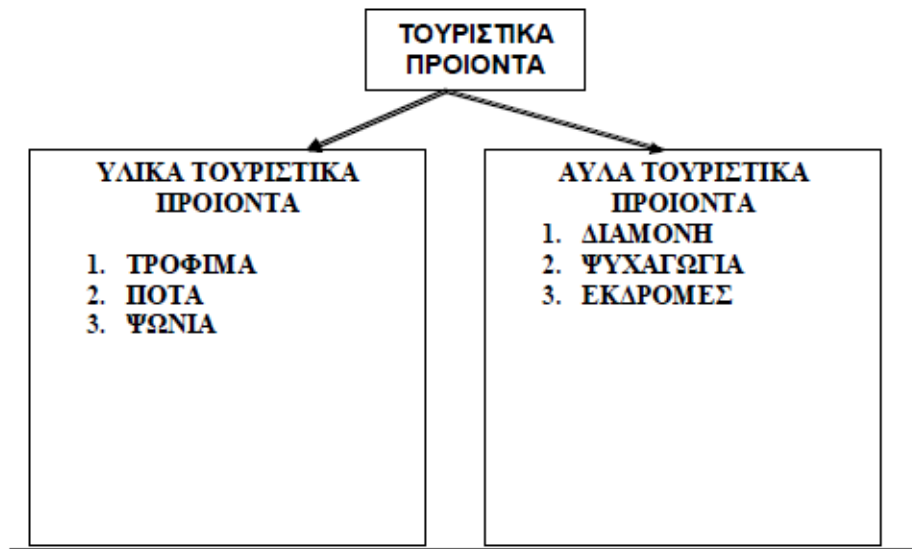 ΤΟΥΡΙΣΤΙΚΑ
ΠΡΟΙΟΝΤΑ
ΥΛΙΚΑ ΤΟΥΡΙΣΤΙΚΑ
ΠΡΟΙΟΝΤΑ
1. ΤΡΟΦΙΜΑ
2. ΠΟΤΑ
3. ΨΩΝΙΑ
ΑΥΛΑ ΤΟΥΡΙΣΤΙΚΑ
ΠΡΟΙΟΝΤΑ
1. ΔΙΑΜΟΝΗ
2. ΨΥΧΑΓΩΓΙΑ
3. ΕΚΔΡΟΜΕΣ